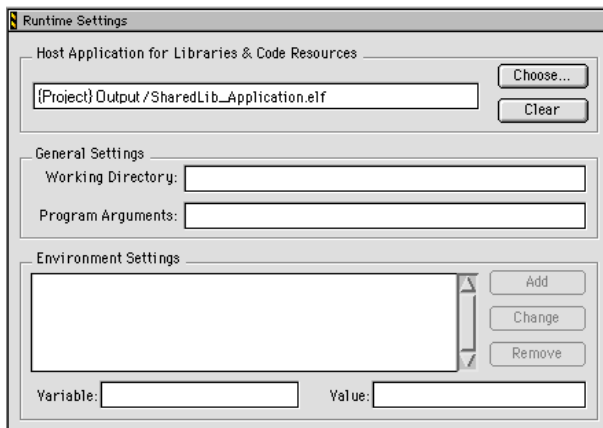 Runtime Settings
Host Application for Libraries & Code Resources
{Project} Output/SharedLib_Application.elf
Choose...
Clear
General Settings
Working Directory:
Program Arguments:
Environment Settings
Add
Change
Remove
Variable:
Value: